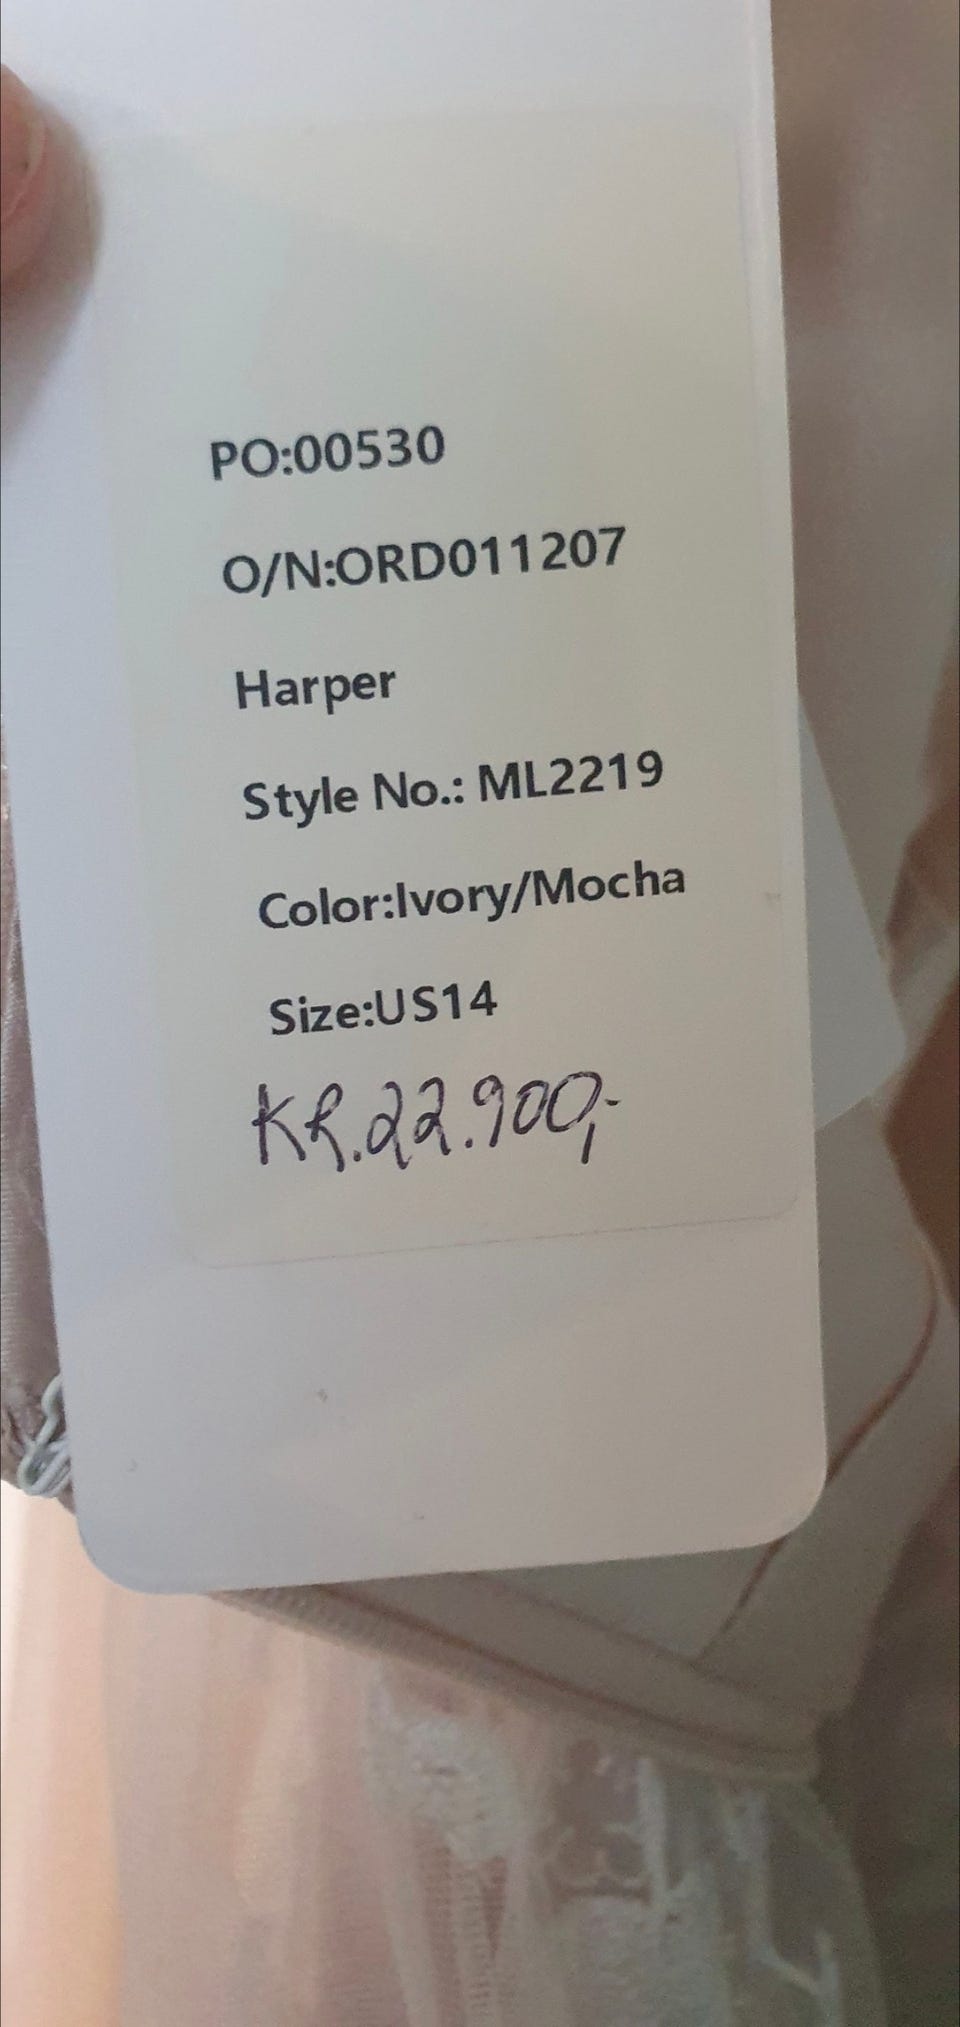 PO:00530
O/N:ORD011207
Harper
Style No.: ML2219
Color:Ivory/Mocha
Size:US14
KR.22.900,-